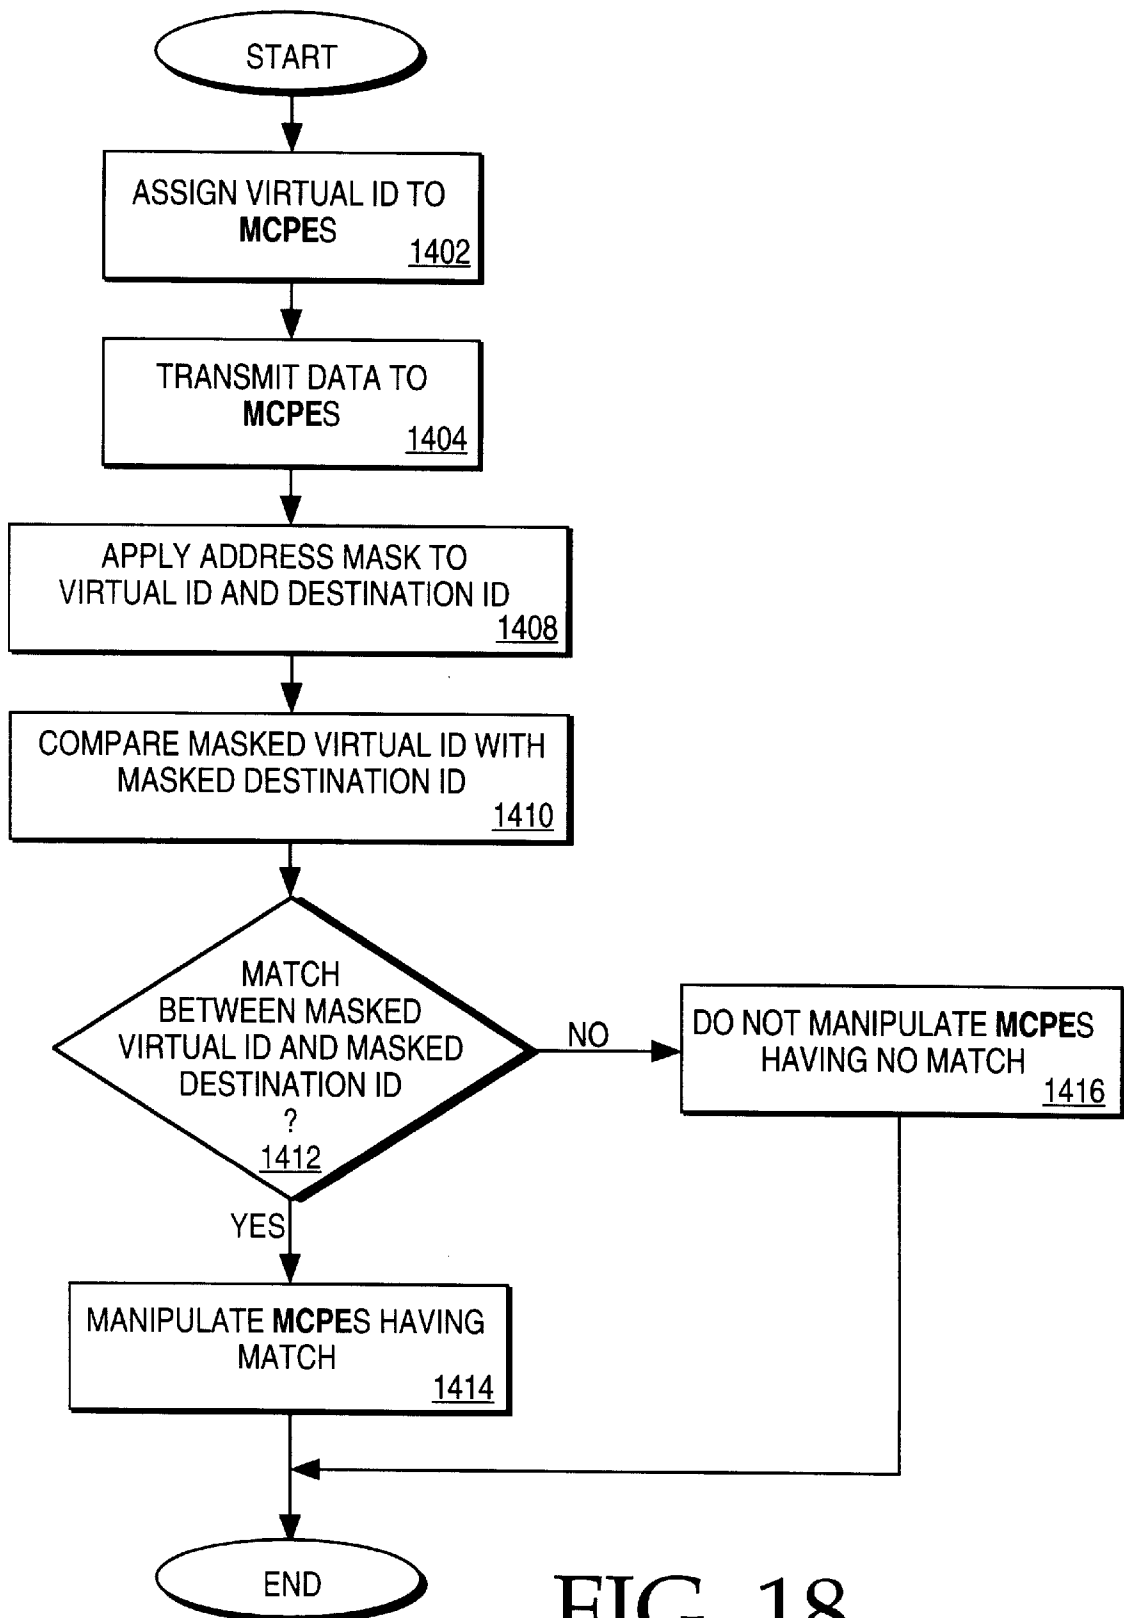 START
ASSIGN VIRTUAL ID TO
MCPES
1402
TRANSMIT DATA TO
MCPES
1404
APPLY ADDRESS MASK TO
VIRTUAL ID AND DESTINATION ID
1408
COMPARE MASKED VIRTUAL ID WITH
MASKED DESTINATION ID
1410
MATCH
BETWEEN MASKED
VIRTUAL ID AND MASKED
DESTINATION ID
?
1412
NO
DO NOT MANIPULATE MCPES
HAVING NO MATCH
1416
YES
MANIPULATE MCPES HAVING
MATCH
1414
END
FIG. 18